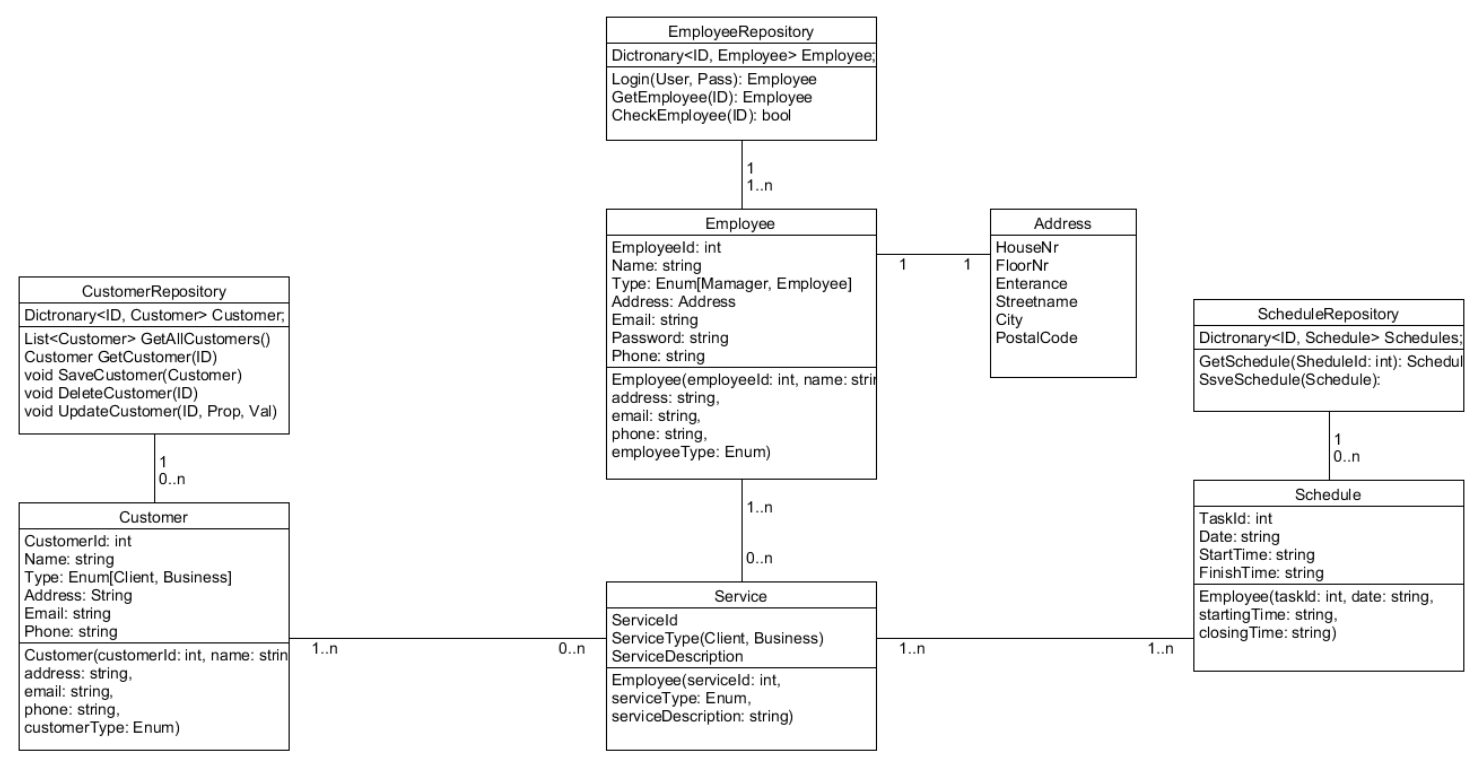 EmployeeRepository
Dictronary<ID, Employee> Employee;
Login(User, Pass): Employee
GetEmployee(ID): Employee
CheckEmployee(ID): bool
1
1..n
Employee
EmployeeId: int
Name: string
Type: Enum[Mamager, Employee]
Address: Address
Email: string
Password: string
Phone: string
Employee(employeeId: int, name: strin
address: string,
email: string,
phone: string,
employeeType: Enum)
1
1
Address
HouseNr
FloorNr
Enterance
Streetname
City
PostalCode
CustomerRepository
Dictronary<ID, Customer> Customer;
List<Customer> GetAllCustomers()
Customer GetCustomer(ID)
void SaveCustomer(Customer)
void DeleteCustomer(ID)
void UpdateCustomer(ID, Prop, Val)
1
0..n
Customer
CustomerId: int
Name: string
Type: Enum[Client, Business]
Address: String
Email: string
Phone: string
Customer(customerId: int, name: strin
address: string,
email: string,
phone: string,
customerType: Enum)
1..n
0..n
1..n
0..n
Service
ServiceId
ServiceType(Client, Business)
ServiceDescription
Employee(serviceId: int,
serviceType: Enum,
serviceDescription: string)
1..n
1..n
ScheduleRepository
Dictronary<ID, Schedule> Schedules;
GetSchedule(SheduleId: int): Schedul
SsveSchedule(Schedule):
1
0..n
Schedule
TaskId: int
Date: string
StartTime: string
FinishTime: string
Employee(taskId: int, date: string,
startingTime: string,
closingTime: string)